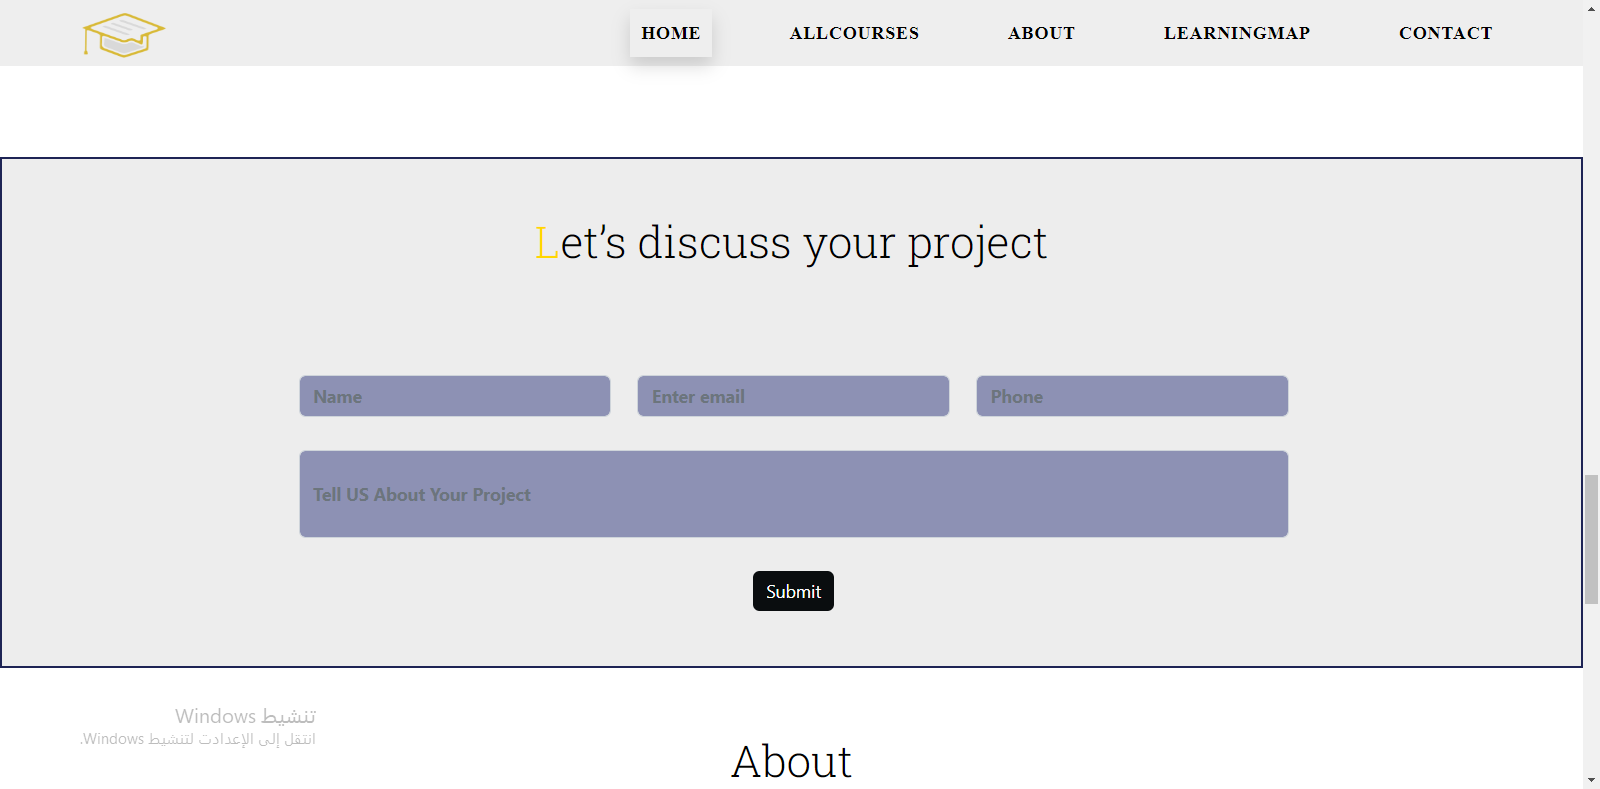 HOME ALLCOURSES ABOUT LEARNINGMAP CONTACT
Let’s discuss your project
Name Enter email Phone
Tell US About Your Project
Submit
تنشيط Windows
انتقل إلى الإعدادت لتنشيط Windows.
About